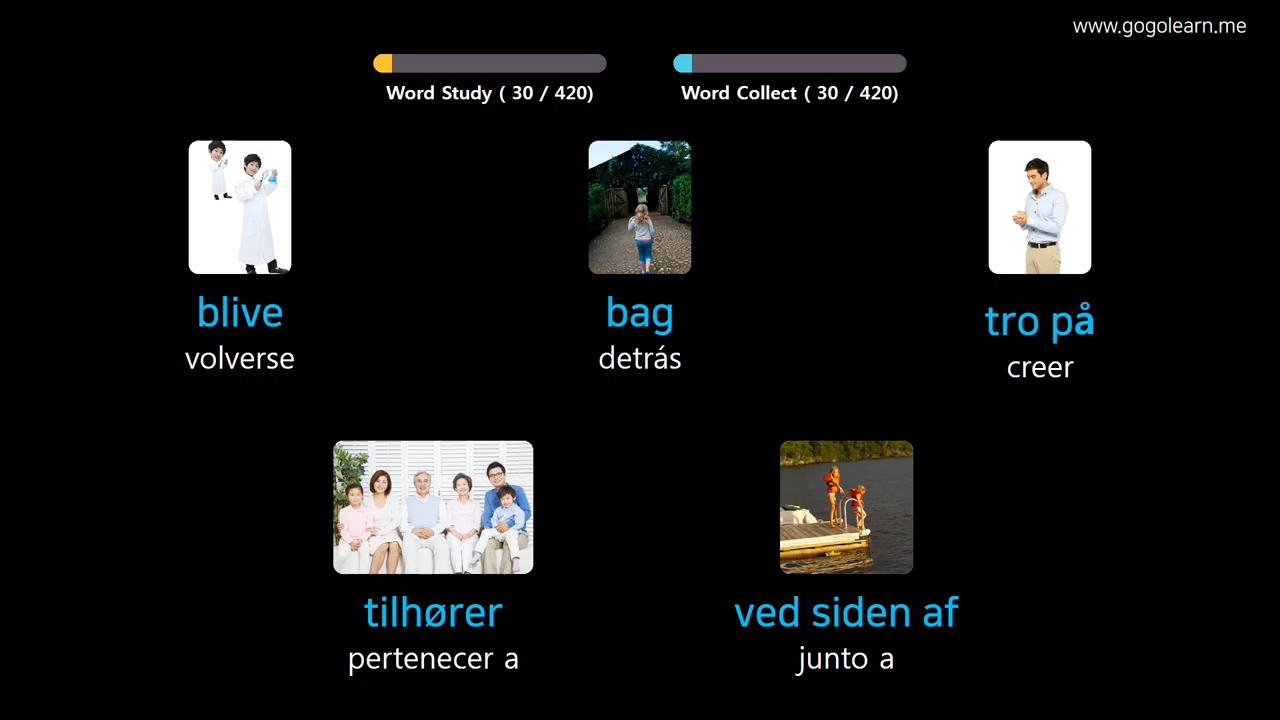 www.gogolearn.me
Word Study ( 30 / 420)
Word Collect ( 30 / 420)
blive
volverse
bag
detrás
tro på
creer
tilhører
pertenecer a
ved siden af
junto a